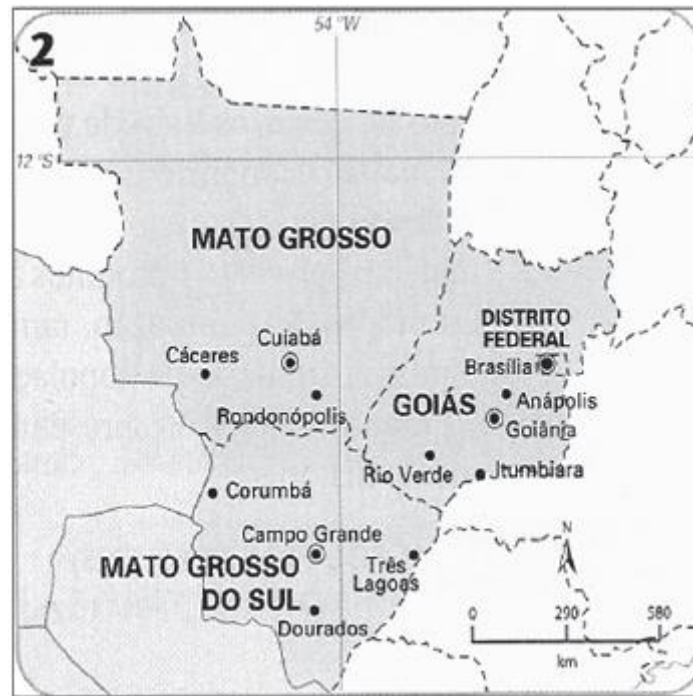 2
54 °W
12 °S
MATO GROSSO
DISTRITO
FEDERAL
Cuiabá
Brasília
Cáceres
Anápolis
Rondonópolis
GOIÁS
Goiânia
Rio Verde
Itumbiara
Corumbá
Campo Grande
MATO GROSSO
DO SUL
Três
Lagoas
Dourados
N
0 290 580
km